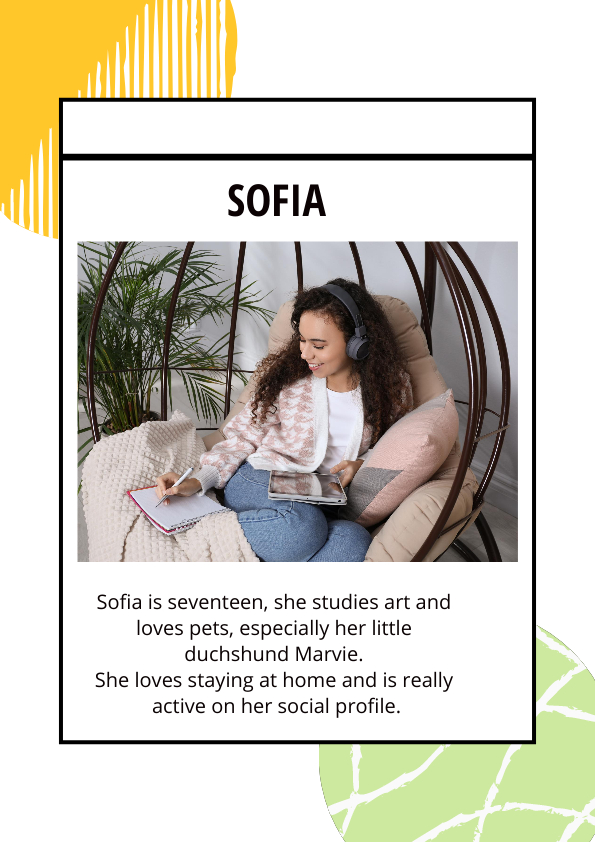 SOFIA
Sofia is seventeen, she studies art and
loves pets, especially her little
duchshund Marvie.
She loves staying at home and is really
active on her social profile.